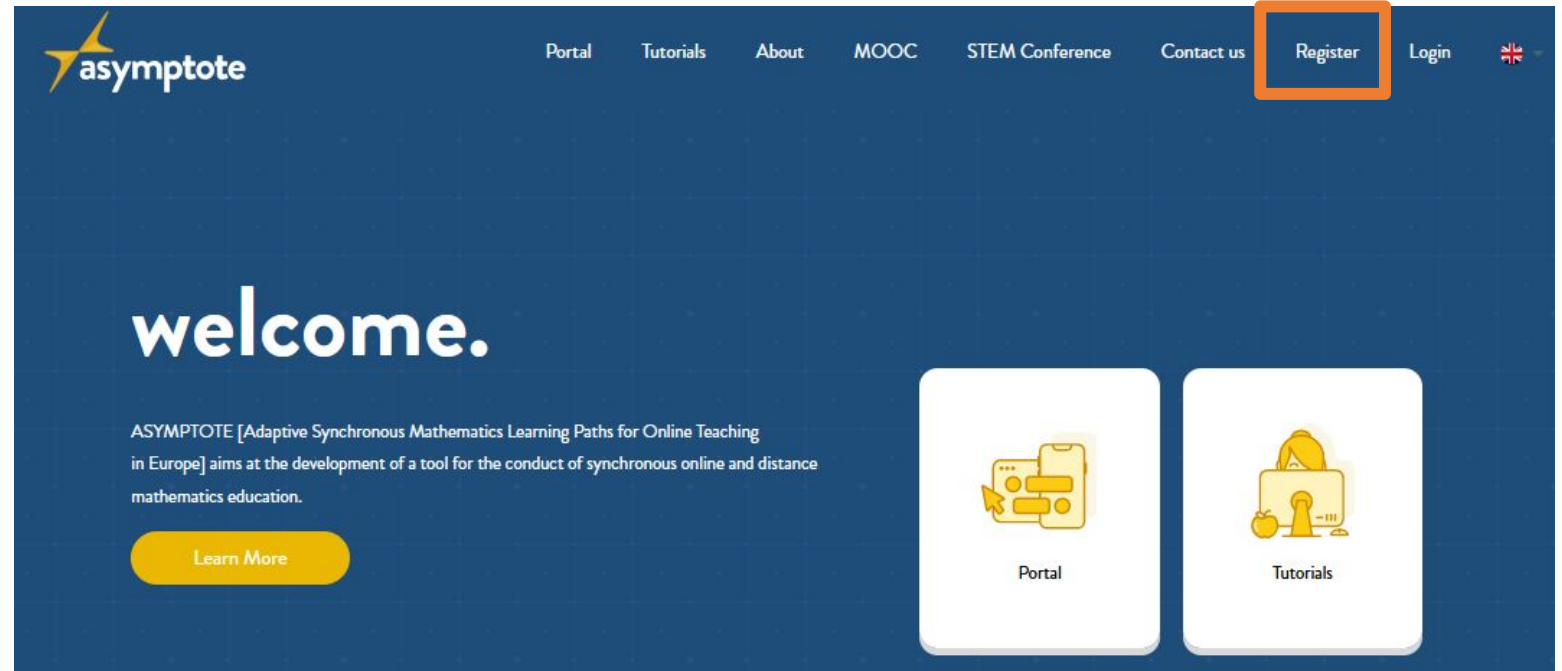 asymptote
Portal Tutorials About MOOC STEM Conference Contact us Register Login
welcome.
ASYMPTOTE [Adaptive Synchronous Mathematics Learning Paths for Online Teaching
in Europe] aims at the development of a tool for the conduct of synchronous online and distance
mathematics education.
Learn More
Portal
Tutorials